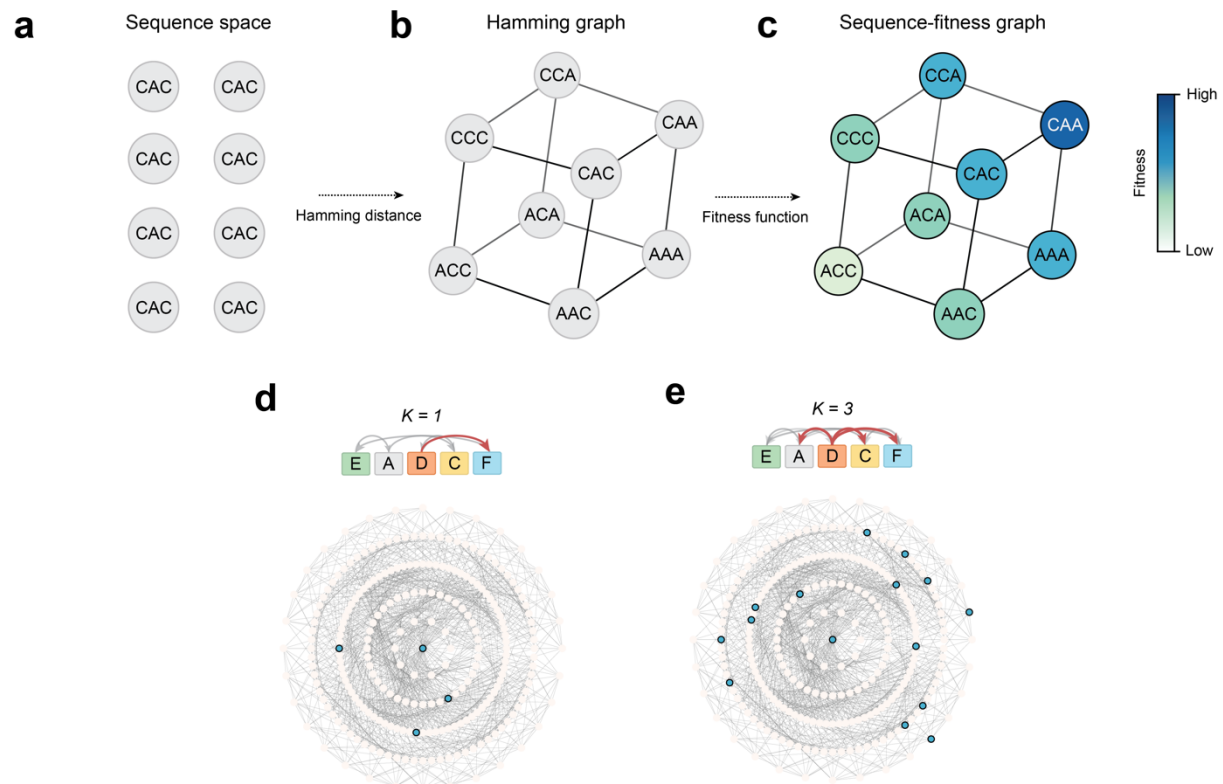 a Sequence space
CAC CAC
CAC CAC
CAC CAC
CAC CAC
Hamming distance
b Hamming graph
CCA
CAA
CCC
CAC
ACA
AAA
ACC
AAC
Fitness function
c Sequence-fitness graph
CCA
CAA
CCC
CAC
ACA
AAA
ACC
AAC
High
Fitness
Low
d
K = 1
E A D C F
e
K = 3
E A D C F